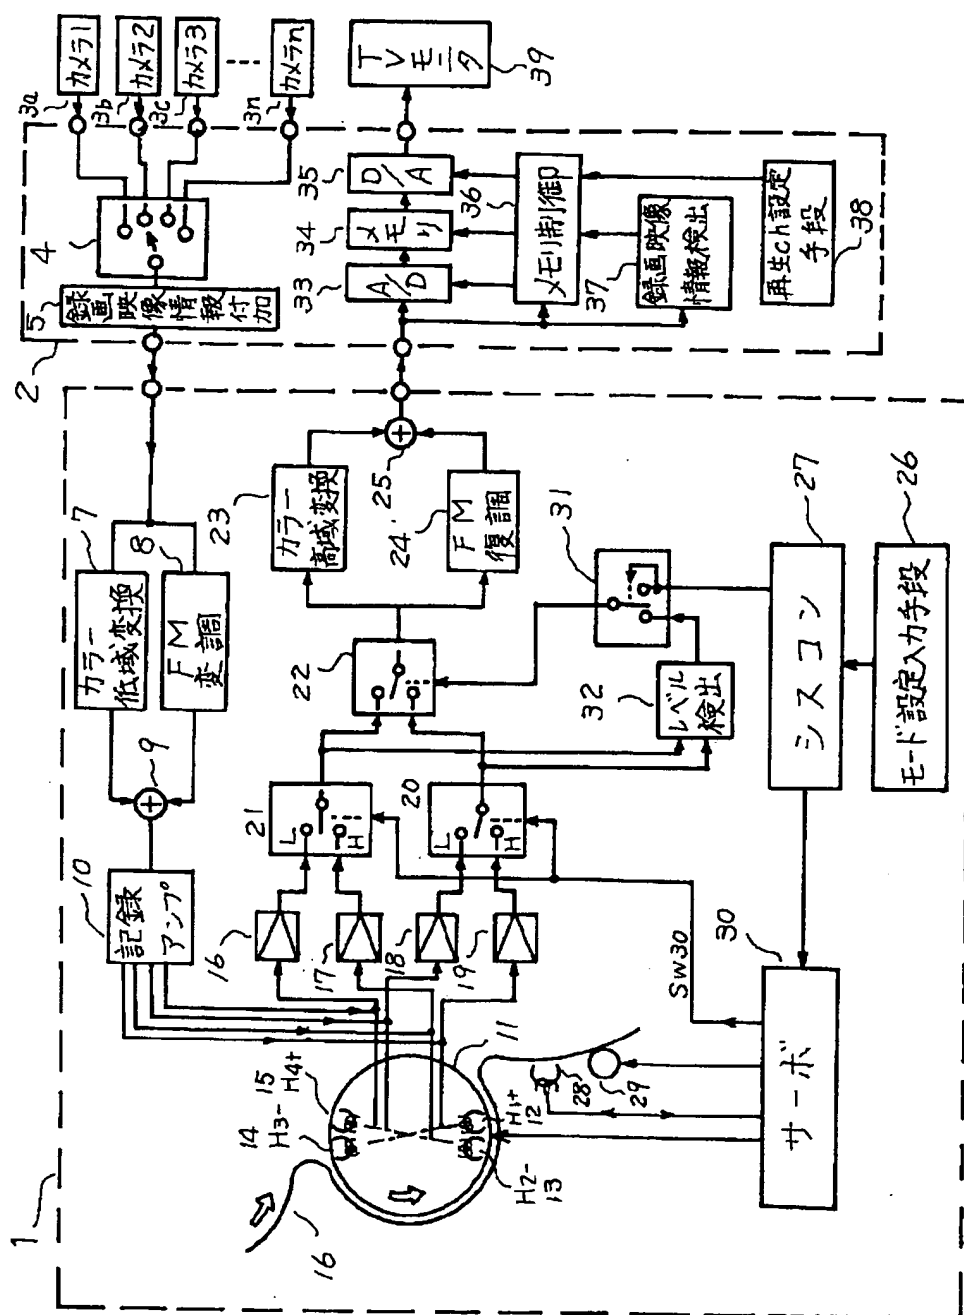 1
2
カメラ1
カメラ2
カメラ3
カメラn
3a
3b
3c
3n
4
5
録画映像情報付加
7
カラー
低域変換
8
FM
変調
9
10
記録
アンプ
11
14
H3-
15
H4+
H1+
12
H2-
13
16
16
17
18
19
21
L
H
20
L
H
22
23
カラー
高域変換
24
FM
復調
25
33
A/D
34
メモリ
35
D/A
36
メモリ制御
37
録画映像
情報検出
再生ch設定
手段
38
TVモニタ
39
31
32
レベル
検出
28
29
SW30
30
サーボ
シスコン
27
モード設定入力手段
26